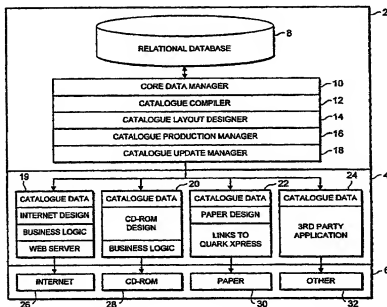 2
8
RELATIONAL DATABASE
CORE DATA MANAGER 10
CATALOGUE COMPILER 12
CATALOGUE LAYOUT DESIGNER 14
CATALOGUE PRODUCTION MANAGER 16
CATALOGUE UPDATE MANAGER 18
19 20 22 24 4
CATALOGUE DATA CATALOGUE DATA CATALOGUE DATA CATALOGUE DATA
INTERNET DESIGN CD-ROM DESIGN PAPER DESIGN 3RD PARTY APPLICATION
BUSINESS LOGIC LINKS TO QUARK XPRESS
WEB SERVER BUSINESS LOGIC
6
INTERNET CD-ROM PAPER OTHER
26 28 30 32